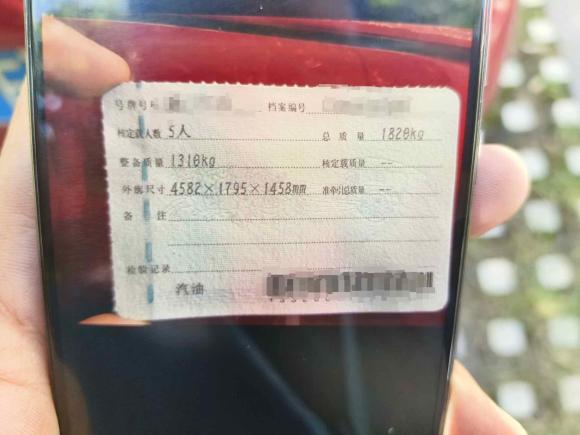 号牌号码 档案编号
核定载人数 5人 总质量 1820kg
整备质量 1310kg 核定载质量 --
外廓尺寸 4582×1795×1458mm 准牵引总质量 --
备注
检验记录
汽油